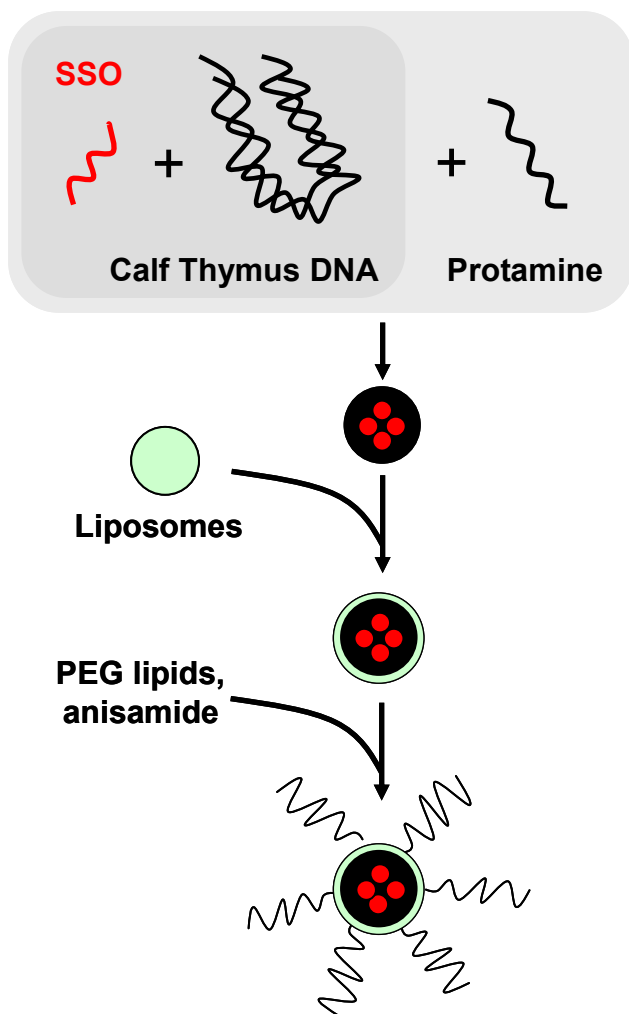 SSO
+
+
Calf Thymus DNA
Protamine
Liposomes
PEG lipids,
anisamide